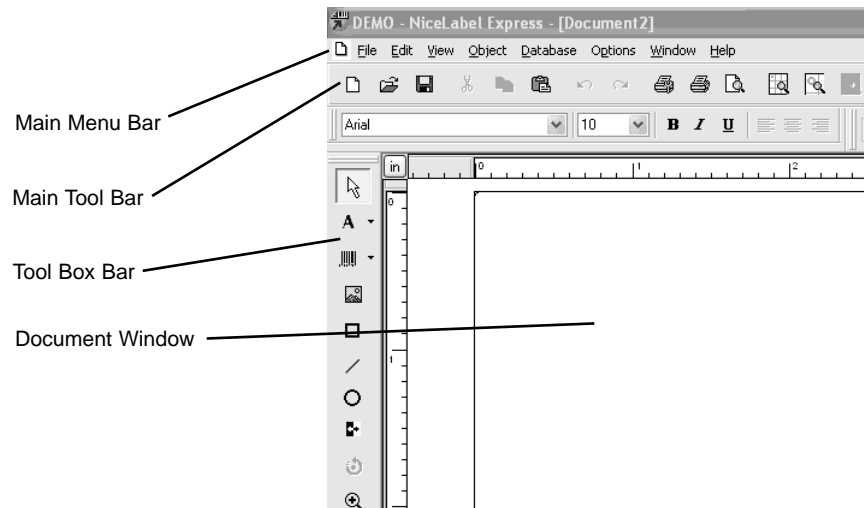 DEMO - NiceLabel Express - [Document2]
File Edit View Object Database Options Window Help
Main Menu Bar
Arial 10 B I U
in 0 1 2
Main Tool Bar
0
A
Tool Box Bar
Document Window
1